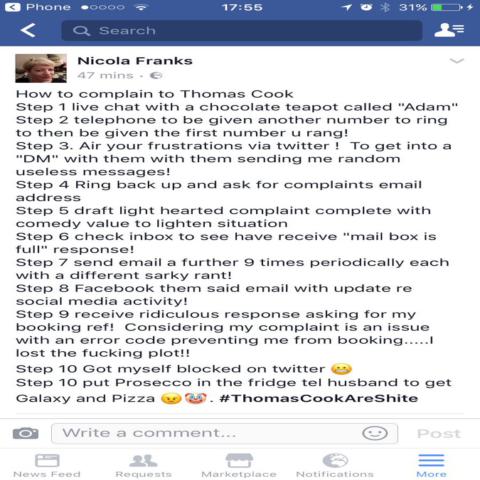 Phone 17:55 31%
Search
Nicola Franks
47 mins ·
How to complain to Thomas Cook
Step 1 live chat with a chocolate teapot called "Adam"
Step 2 telephone to be given another number to ring
to then be given the first number u rang!
Step 3. Air your frustrations via twitter ! To get into a
"DM" with them with them sending me random
useless messages!
Step 4 Ring back up and ask for complaints email
address
Step 5 draft light hearted complaint complete with
comedy value to lighten situation
Step 6 check inbox to see have receive "mail box is
full" response!
Step 7 send email a further 9 times periodically each
with a different sarky rant!
Step 8 Facebook them said email with update re
social media activity!
Step 9 receive ridiculous response asking for my
booking ref! Considering my complaint is an issue
with an error code preventing me from booking.....I
lost the fucking plot!!
Step 10 Got myself blocked on twitter 😁
Step 10 put Prosecco in the fridge tel husband to get
Galaxy and Pizza 😠🤡. #ThomasCookAreShite
Write a comment... Post
News Feed Requests Marketplace Notifications More